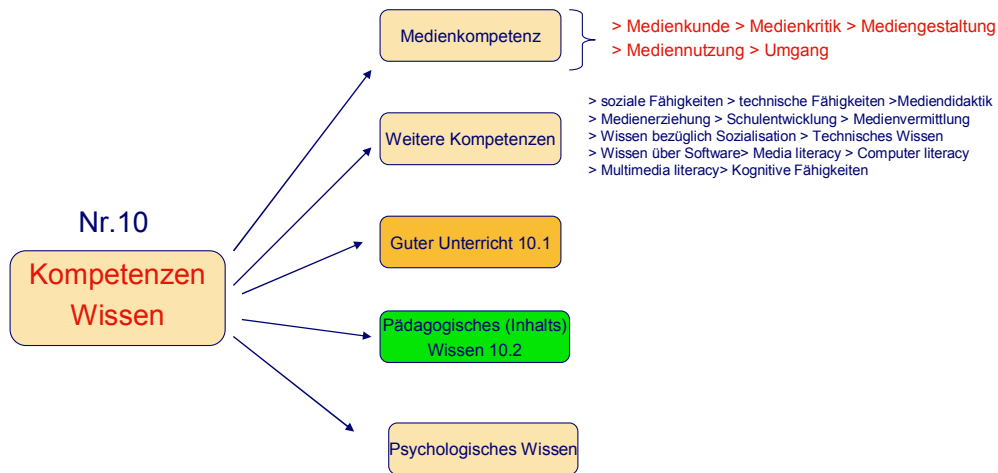 Nr.10
Kompetenzen
Wissen
Medienkompetenz
> Medienkunde > Medienkritik > Mediengestaltung
> Mediennutzung > Umgang
Weitere Kompetenzen
> soziale Fähigkeiten > technische Fähigkeiten >Mediendidaktik
> Medienerziehung > Schulentwicklung > Medienvermittlung
> Wissen bezüglich Sozialisation > Technisches Wissen
> Wissen über Software> Media literacy > Computer literacy
> Multimedia literacy> Kognitive Fähigkeiten
Guter Unterricht 10.1
Pädagogisches (Inhalts)
Wissen 10.2
Psychologisches Wissen